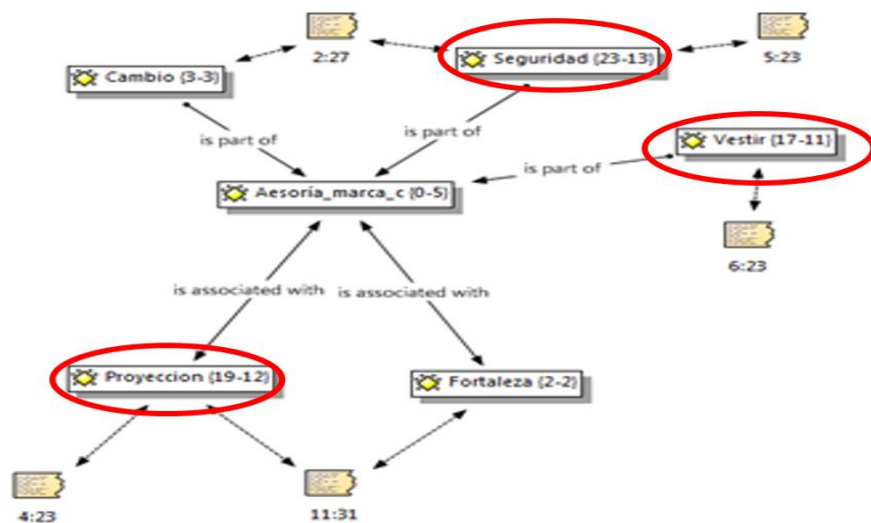 2:27
5:23
Cambio {3-3}
Seguridad {23-13}
is part of
is part of
Vestir {17-11}
is part of
Aesoría_marca_c {0-5}
6:23
is associated with
is associated with
Proyeccion {19-12}
Fortaleza {2-2}
4:23
11:31